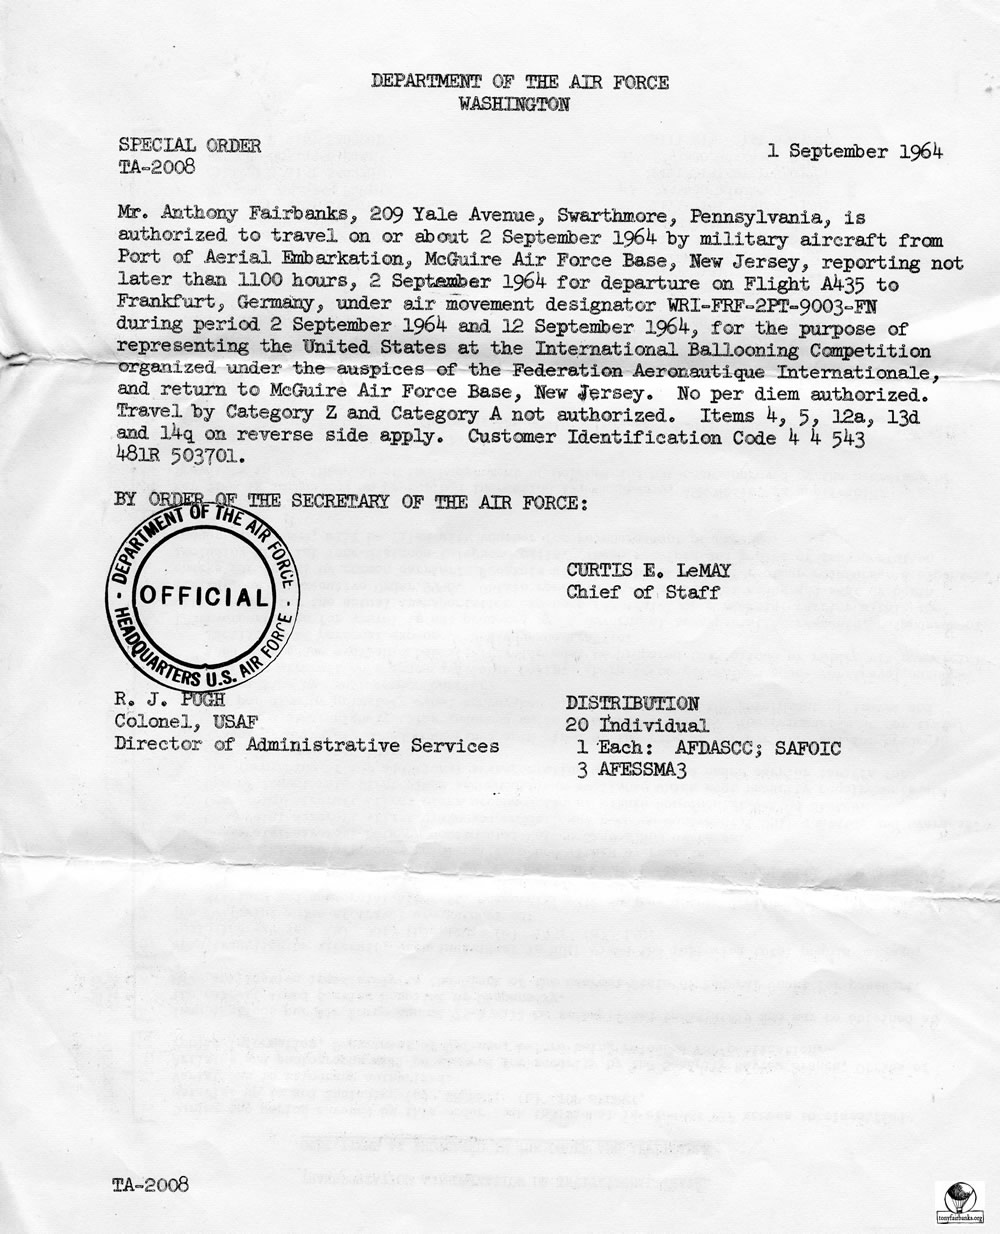 DEPARTMENT OF THE AIR FORCE
WASHINGTON
SPECIAL ORDER
TA-2008
1 September 1964
Mr. Anthony Fairbanks, 209 Yale Avenue, Swarthmore, Pennsylvania, is
authorized to travel on or about 2 September 1964 by military aircraft from
Port of Aerial Embarkation, McGuire Air Force Base, New Jersey, reporting not
later than 1100 hours, 2 September 1964 for departure on Flight A435 to
Frankfurt, Germany, under air movement designator WRI-FRF-2PT-9003-FN
during period 2 September 1964 and 12 September 1964, for the purpose of
representing the United States at the International Ballooning Competition
organized under the auspices of the Federation Aeronautique Internationale,
and return to McGuire Air Force Base, New Jersey. No per diem authorized.
Travel by Category Z and Category A not authorized. Items 4, 5, 12a, 13d
and 14q on reverse side apply. Customer Identification Code 4 4 543
481R 503701.
BY ORDER OF THE SECRETARY OF THE AIR FORCE:
DEPARTMENT OF THE AIR FORCE
OFFICIAL
HEADQUARTERS U.S. AIR FORCE
CURTIS E. LeMAY
Chief of Staff
R. J. PUGH
Colonel, USAF
Director of Administrative Services
DISTRIBUTION
20 Individual
1 Each: AFDASCC; SAFOIC
3 AFESSMA3
TA-2008
tonyfairbanks.org